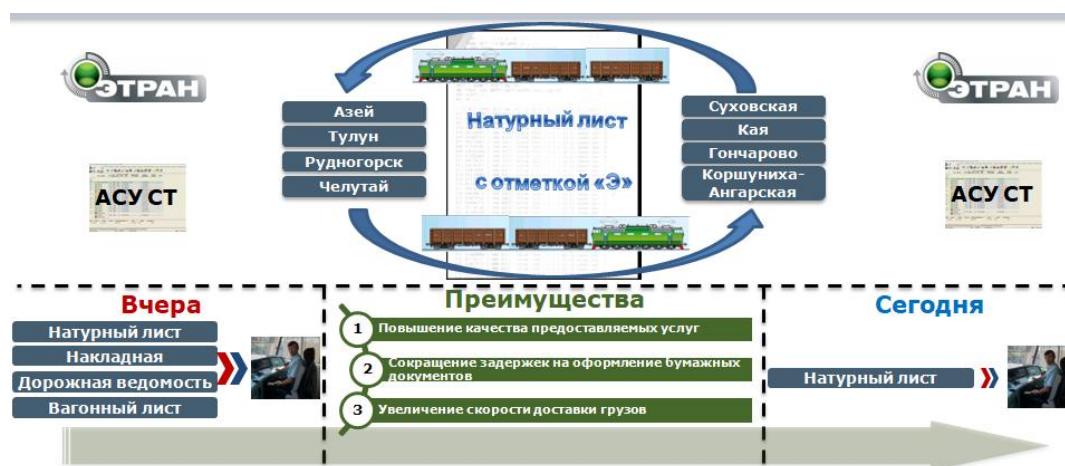 ЭТРАН
ЭТРАН
Азей
Тулун
Рудногорск
Челутай
Натурный лист
с отметкой «Э»
Суховская
Кая
Гончарово
Коршуниха-
Ангарская
АСУ СТ
АСУ СТ
Вчера
Натурный лист
Накладная
Дорожная ведомость
Вагонный лист
Преимущества
1 Повышение качества предоставляемых услуг
2 Сокращение задержек на оформление бумажных
документов
3 Увеличение скорости доставки грузов
Сегодня
Натурный лист